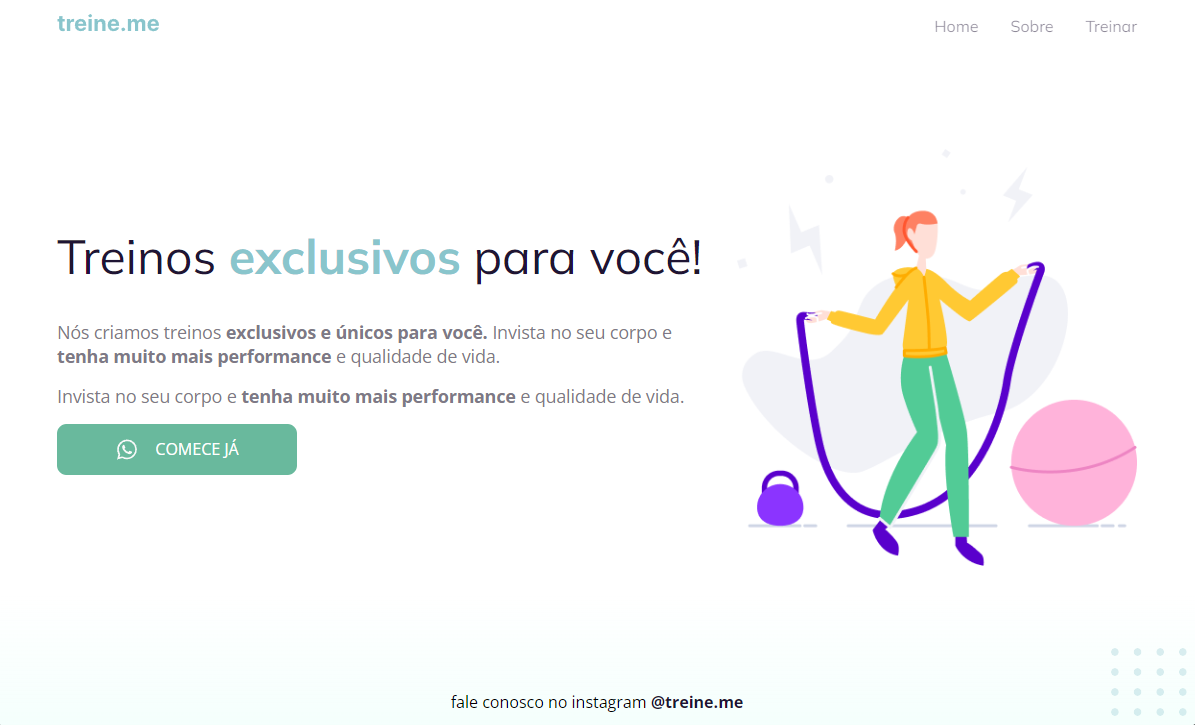 treine.me
Home Sobre Treinar
Treinos exclusivos para você!
Nós criamos treinos exclusivos e únicos para você. Invista no seu corpo e
tenha muito mais performance e qualidade de vida.
Invista no seu corpo e tenha muito mais performance e qualidade de vida.
COMECE JÁ
fale conosco no instagram @treine.me